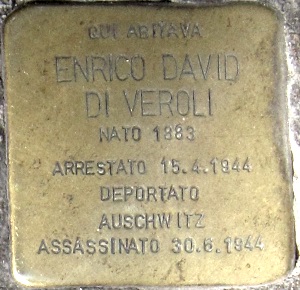 QUI ABITAVA
ENRICO DAVID
DI VEROLI
NATO 1883
ARRESTATO 15.4.1944
DEPORTATO
AUSCHWITZ
ASSASSINATO 30.6.1944